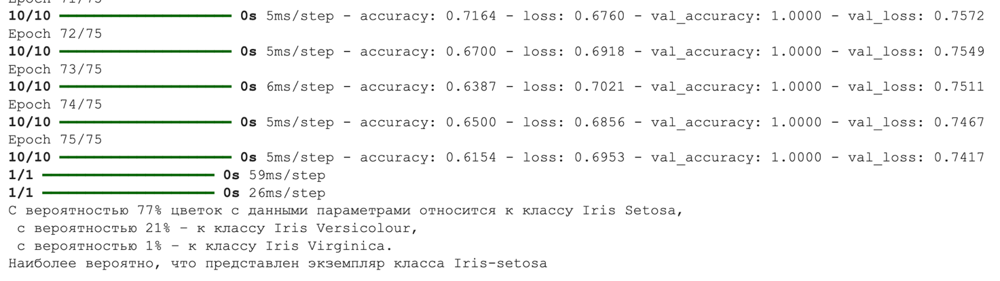 Epoch 71/75
10/10 0s 5ms/step - accuracy: 0.7164 - loss: 0.6760 - val_accuracy: 1.0000 - val_loss: 0.7572
Epoch 72/75
10/10 0s 5ms/step - accuracy: 0.6700 - loss: 0.6918 - val_accuracy: 1.0000 - val_loss: 0.7549
Epoch 73/75
10/10 0s 6ms/step - accuracy: 0.6387 - loss: 0.7021 - val_accuracy: 1.0000 - val_loss: 0.7511
Epoch 74/75
10/10 0s 5ms/step - accuracy: 0.6500 - loss: 0.6856 - val_accuracy: 1.0000 - val_loss: 0.7467
Epoch 75/75
10/10 0s 5ms/step - accuracy: 0.6154 - loss: 0.6953 - val_accuracy: 1.0000 - val_loss: 0.7417
1/1 0s 59ms/step
1/1 0s 26ms/step
С вероятностью 77% цветок с данными параметрами относится к классу Iris Setosa,
с вероятностью 21% – к классу Iris Versicolour,
с вероятностью 1% – к классу Iris Virginica.
Наиболее вероятно, что представлен экземпляр класса Iris-setosa